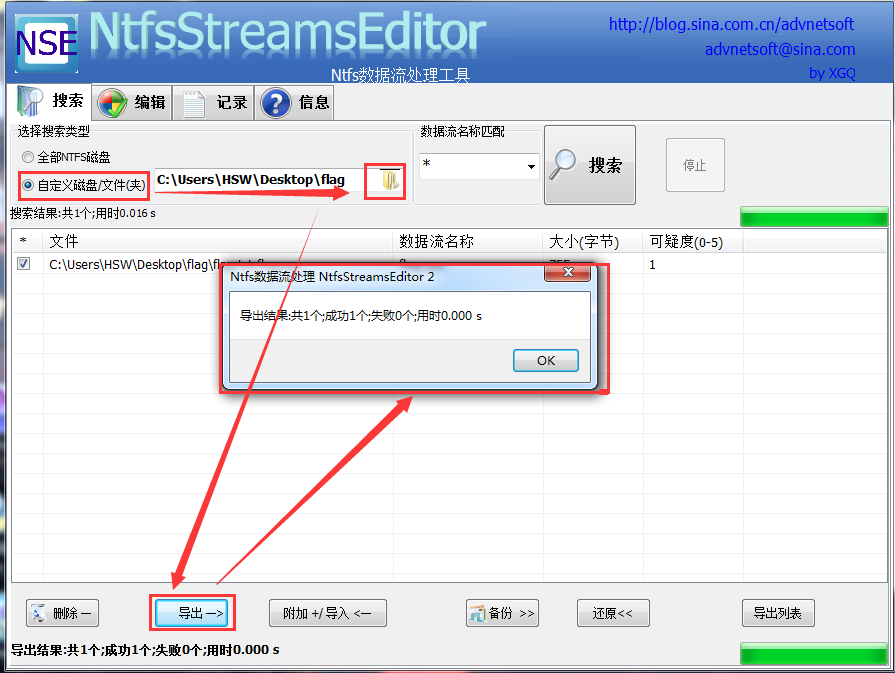 NSE
NtfsStreamsEditor
http://blog.sina.com.cn/advnetsoft
advnetsoft@sina.com
Ntfs数据流处理工具
by XGQ
搜索 编辑 记录 信息
选择搜索类型
数据流名称匹配
全部NTFS磁盘
*
搜索
停止
自定义磁盘/文件(夹)
C:\Users\HSW\Desktop\flag
搜索结果:共1个;用时0.016 s
* 文件 数据流名称 大小(字节) 可疑度(0-5)
C:\Users\HSW\Desktop\flag\ 1
Ntfs数据流处理 NtfsStreamsEditor 2
导出结果:共1个;成功1个;失败0个;用时0.000 s
OK
删除 — 导出 —> 附加 +/ 导入 <— 备份 >> 还原<< 导出列表
导出结果:共1个;成功1个;失败0个;用时0.000 s